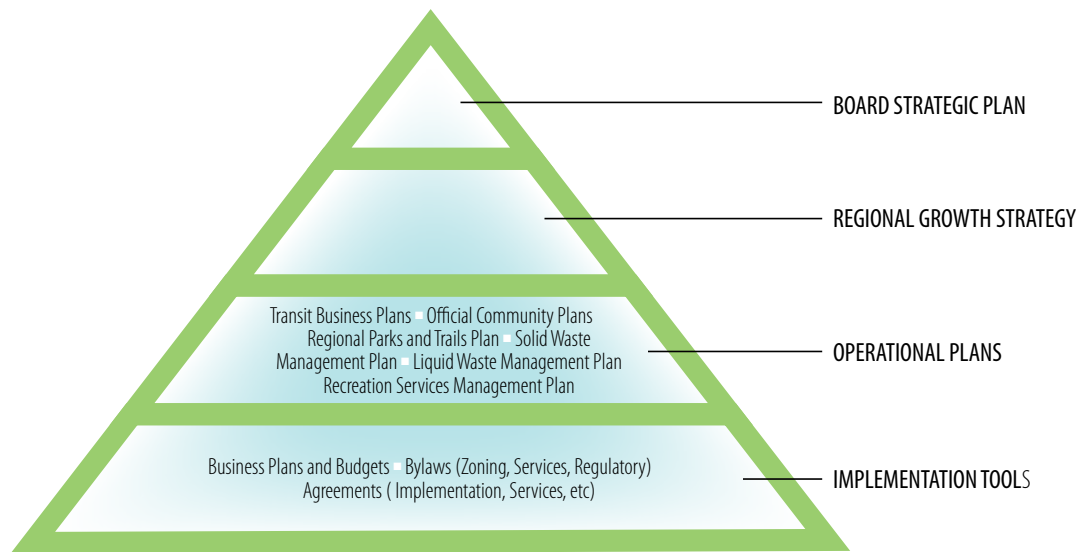 BOARD STRATEGIC PLAN
REGIONAL GROWTH STRATEGY
Transit Business Plans ▪ Official Community Plans
Regional Parks and Trails Plan ▪ Solid Waste
Management Plan ▪ Liquid Waste Management Plan
Recreation Services Management Plan
OPERATIONAL PLANS
Business Plans and Budgets ▪ Bylaws (Zoning, Services, Regulatory)
Agreements ( Implementation, Services, etc)
IMPLEMENTATION TOOLS